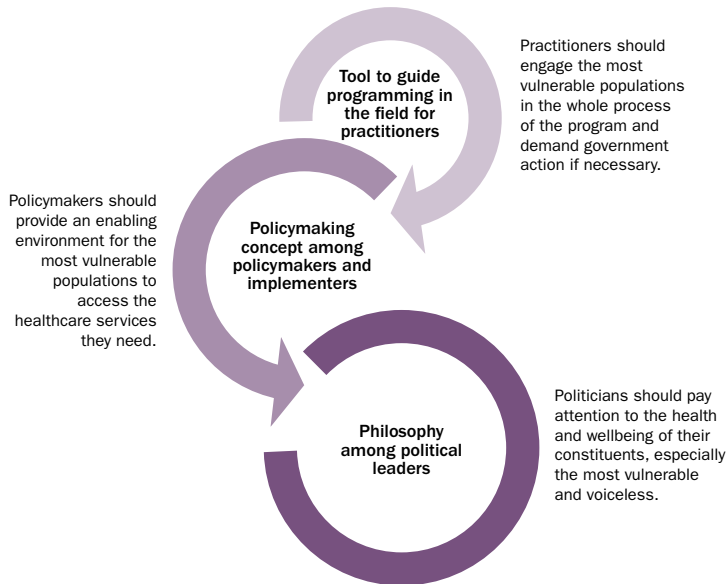 Tool to guide
programming in
the field for
practitioners
Practitioners should
engage the most
vulnerable populations
in the whole process
of the program and
demand government
action if necessary.
Policymakers should
provide an enabling
environment for the
most vulnerable
populations to
access the
healthcare services
they need.
Policymaking
concept among
policymakers and
implementers
Philosophy
among political
leaders
Politicians should pay
attention to the health
and wellbeing of their
constituents, especially
the most vulnerable
and voiceless.